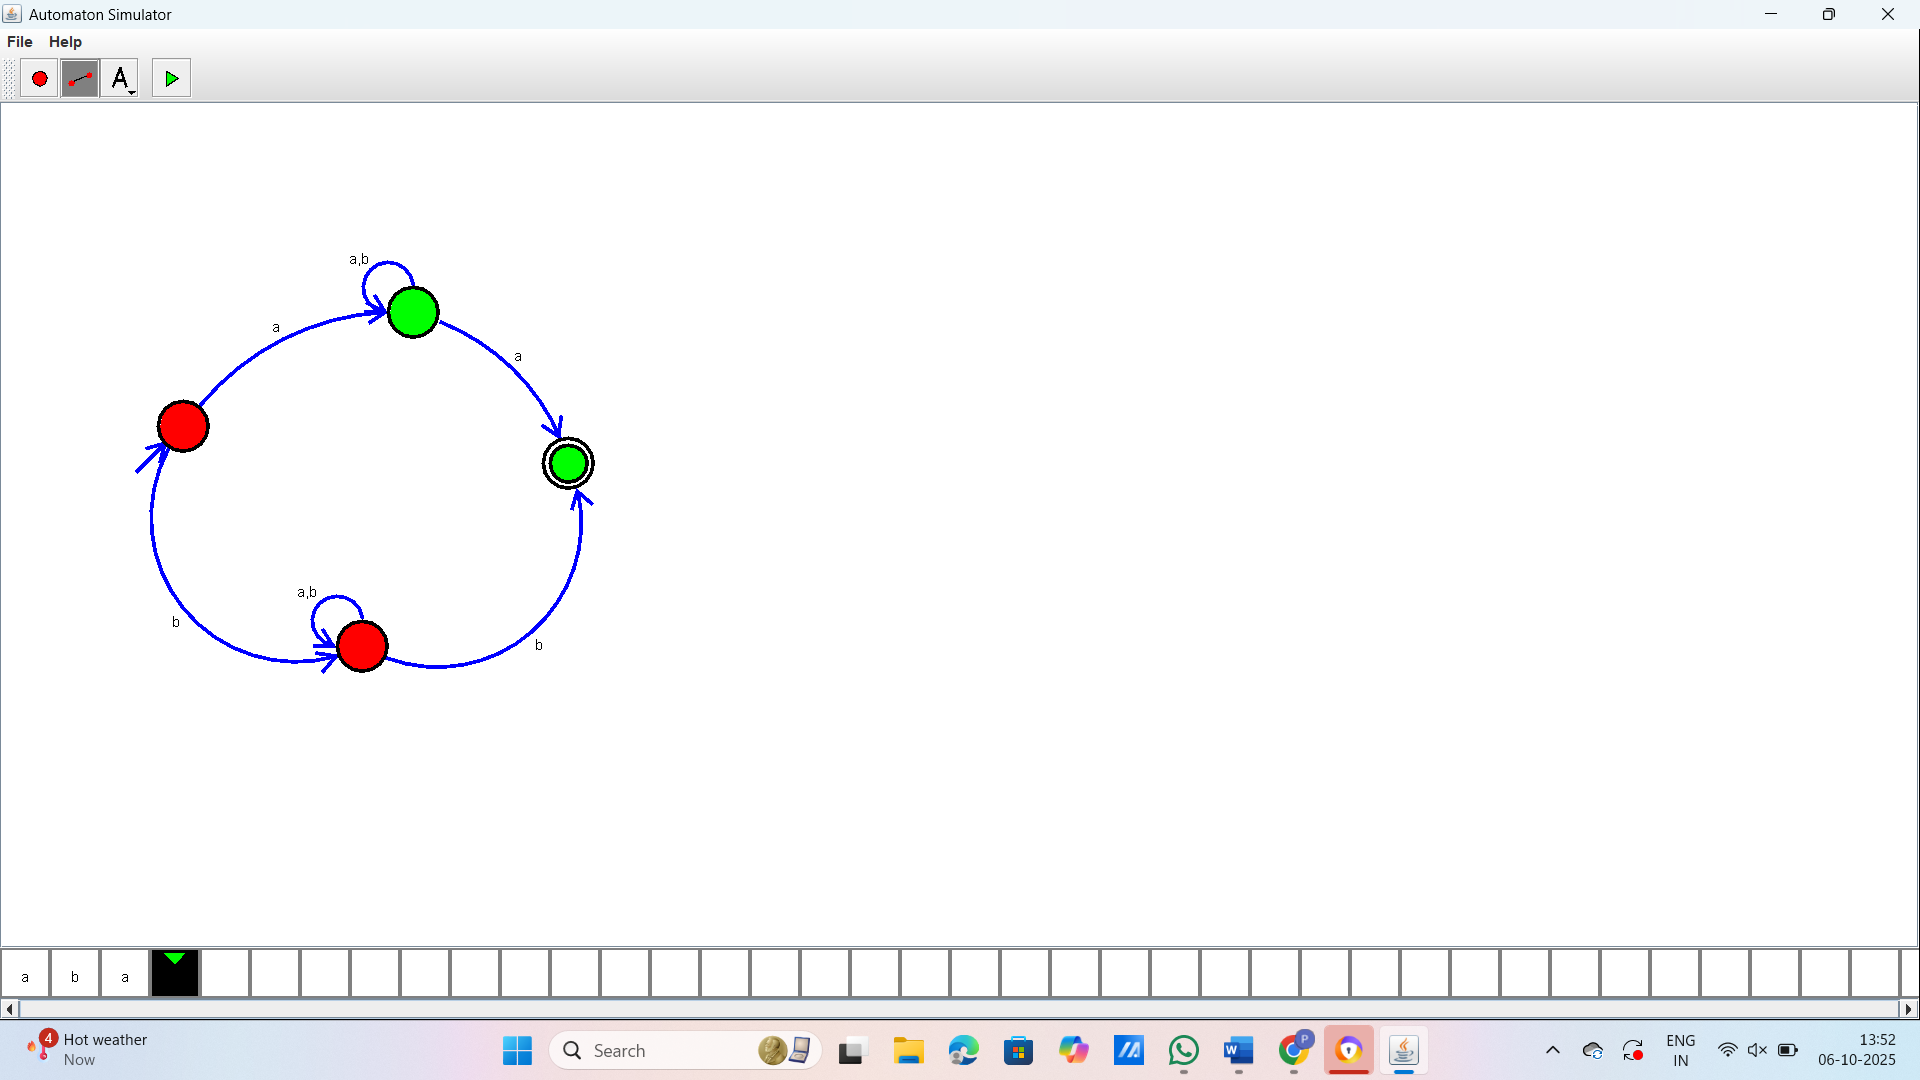 Automaton Simulator
File Help
A
a,b
a
a
a,b
b
b
a b a
4
Hot weather
Now
Search
W
P
ENG
IN
13:52
06-10-2025